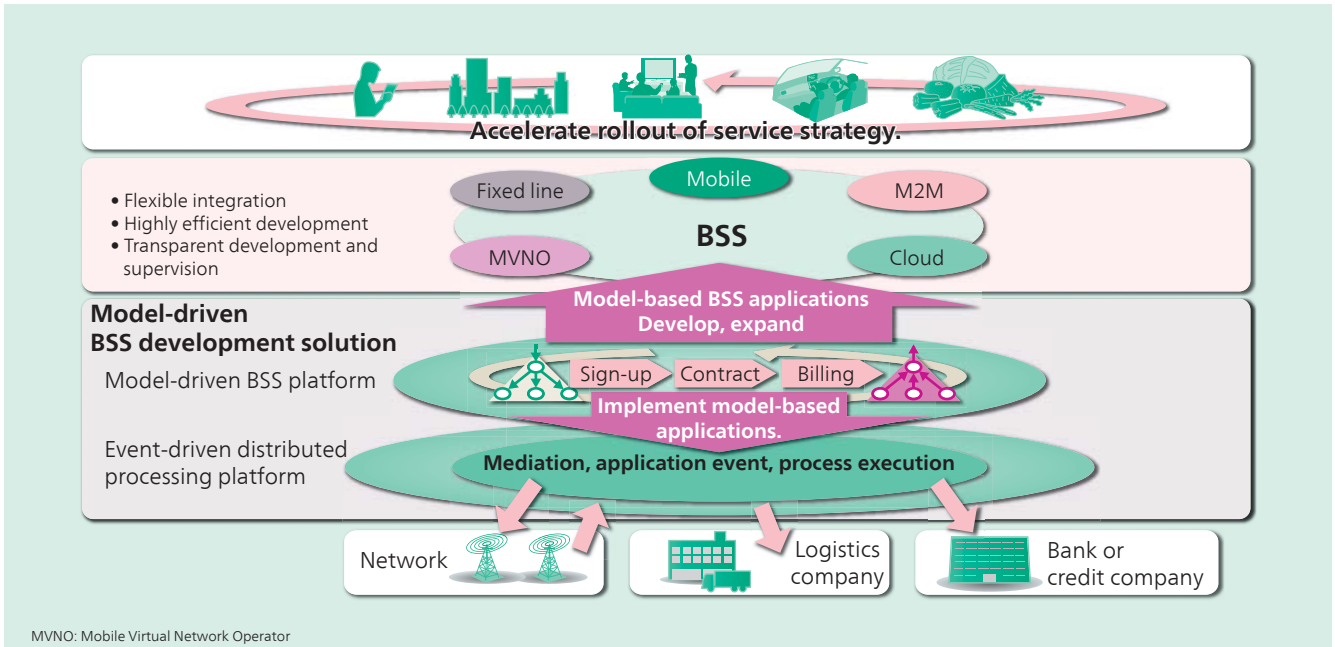 Accelerate rollout of service strategy.
• Flexible integration
• Highly efficient development
• Transparent development and
supervision
Fixed line
Mobile
M2M
BSS
MVNO
Cloud
Model-based BSS applications
Develop, expand
Model-driven
BSS development solution
Model-driven BSS platform
Sign-up
Contract
Billing
Implement model-based
applications.
Event-driven distributed
processing platform
Mediation, application event, process execution
Network
Logistics
company
Bank or
credit company
MVNO: Mobile Virtual Network Operator